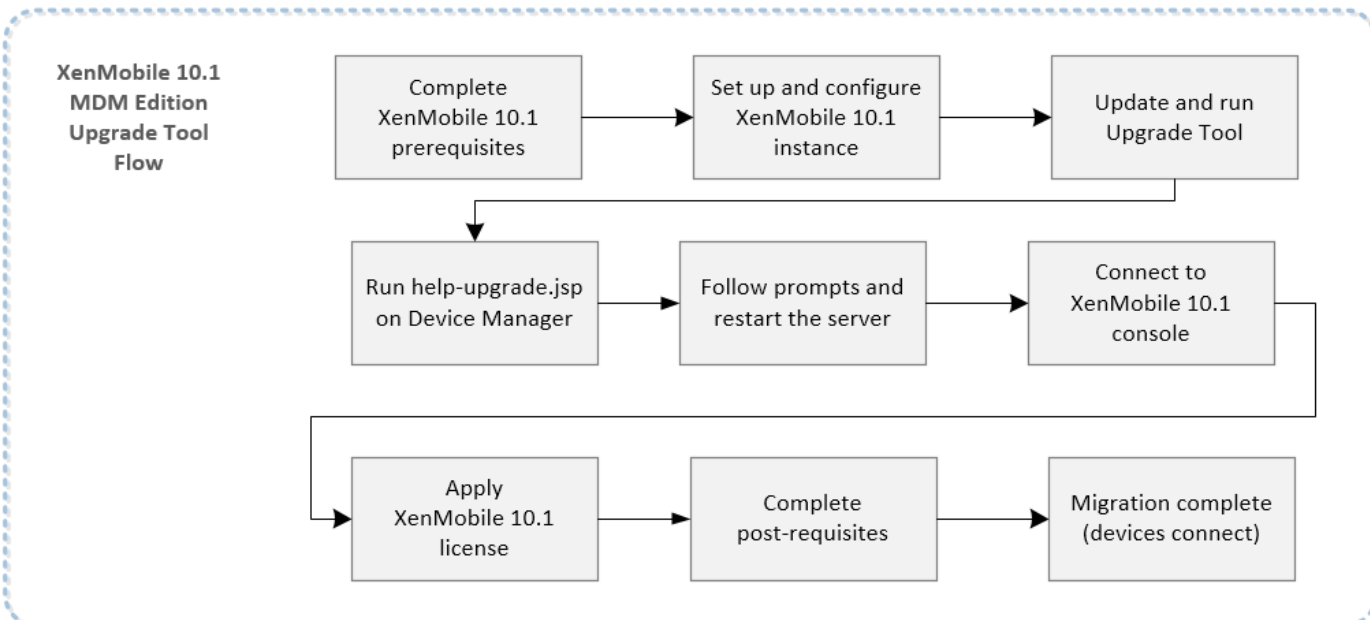 XenMobile 10.1
MDM Edition
Upgrade Tool
Flow
Complete
XenMobile 10.1
prerequisites
Set up and configure
XenMobile 10.1
instance
Update and run
Upgrade Tool
Run help-upgrade.jsp
on Device Manager
Follow prompts and
restart the server
Connect to
XenMobile 10.1
console
Apply
XenMobile 10.1
license
Complete
post-requisites
Migration complete
(devices connect)